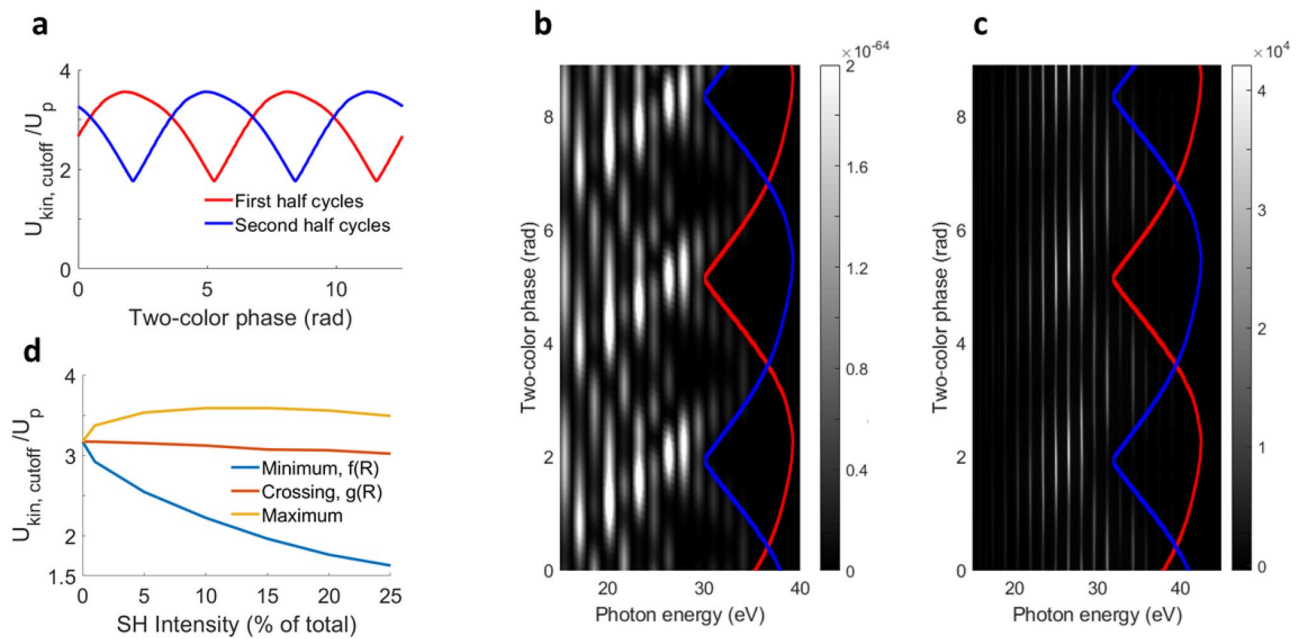 a
4
2
0
U kin, cutoff /U p
0
5
10
Two-color phase (rad)
First half cycles
Second half cycles
b
×10-64
8
6
4
2
0
Two-color phase (rad)
20
30
40
Photon energy (eV)
2
1.6
1.2
0.8
0.4
0
c
×10 4
8
6
4
2
0
Two-color phase (rad)
20
30
40
Photon energy (eV)
4
3
2
1
0
d
4
3
2
1.5
U kin, cutoff /U p
0
5
10
15
20
25
SH Intensity (% of total)
Minimum, f(R)
Crossing, g(R)
Maximum